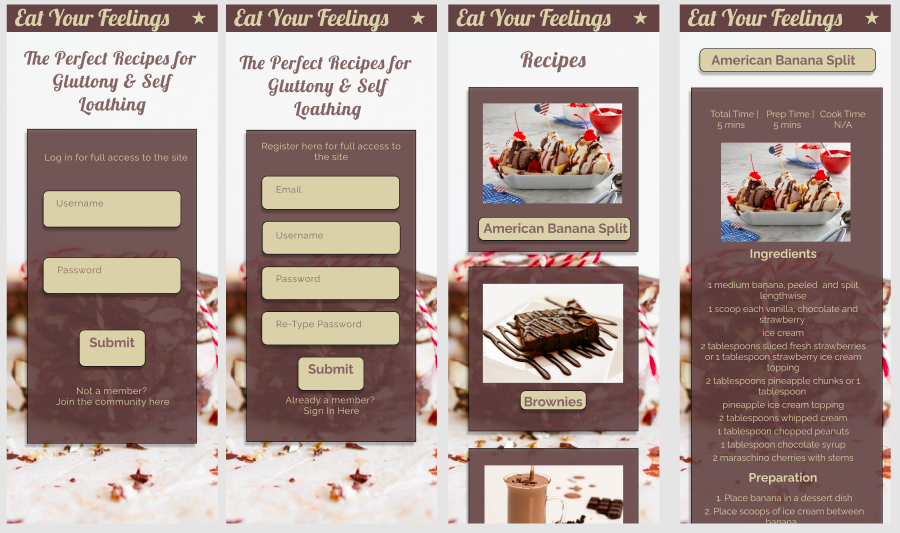 Eat Your Feelings
The Perfect Recipes for
Gluttony & Self
Loathing
Log in for full access to the site
Username
Password
Submit
Not a member?
Join the community here
Eat Your Feelings
The Perfect Recipes for
Gluttony & Self
Loathing
Register here for full access to
the site
Email
Username
Password
Re-Type Password
Submit
Already a member?
Sign In Here
Eat Your Feelings
Recipes
American Banana Split
Brownies
Eat Your Feelings
American Banana Split
Total Time | Prep Time | Cook Time
5 mins 5 mins N/A
Ingredients
1 medium banana, peeled and split
lengthwise
1 scoop each vanilla, chocolate and
strawberry
ice cream
2 tablespoons sliced fresh strawberries
or 1 tablespoon strawberry ice cream
topping
2 tablespoons pineapple chunks or 1
tablespoon
pineapple ice cream topping
2 tablespoons whipped cream
1 tablespoon chopped peanuts
1 tablespoon chocolate syrup
2 maraschino cherries with stems
Preparation
1. Place banana in a dessert dish
2. Place scoops of ice cream between
banana